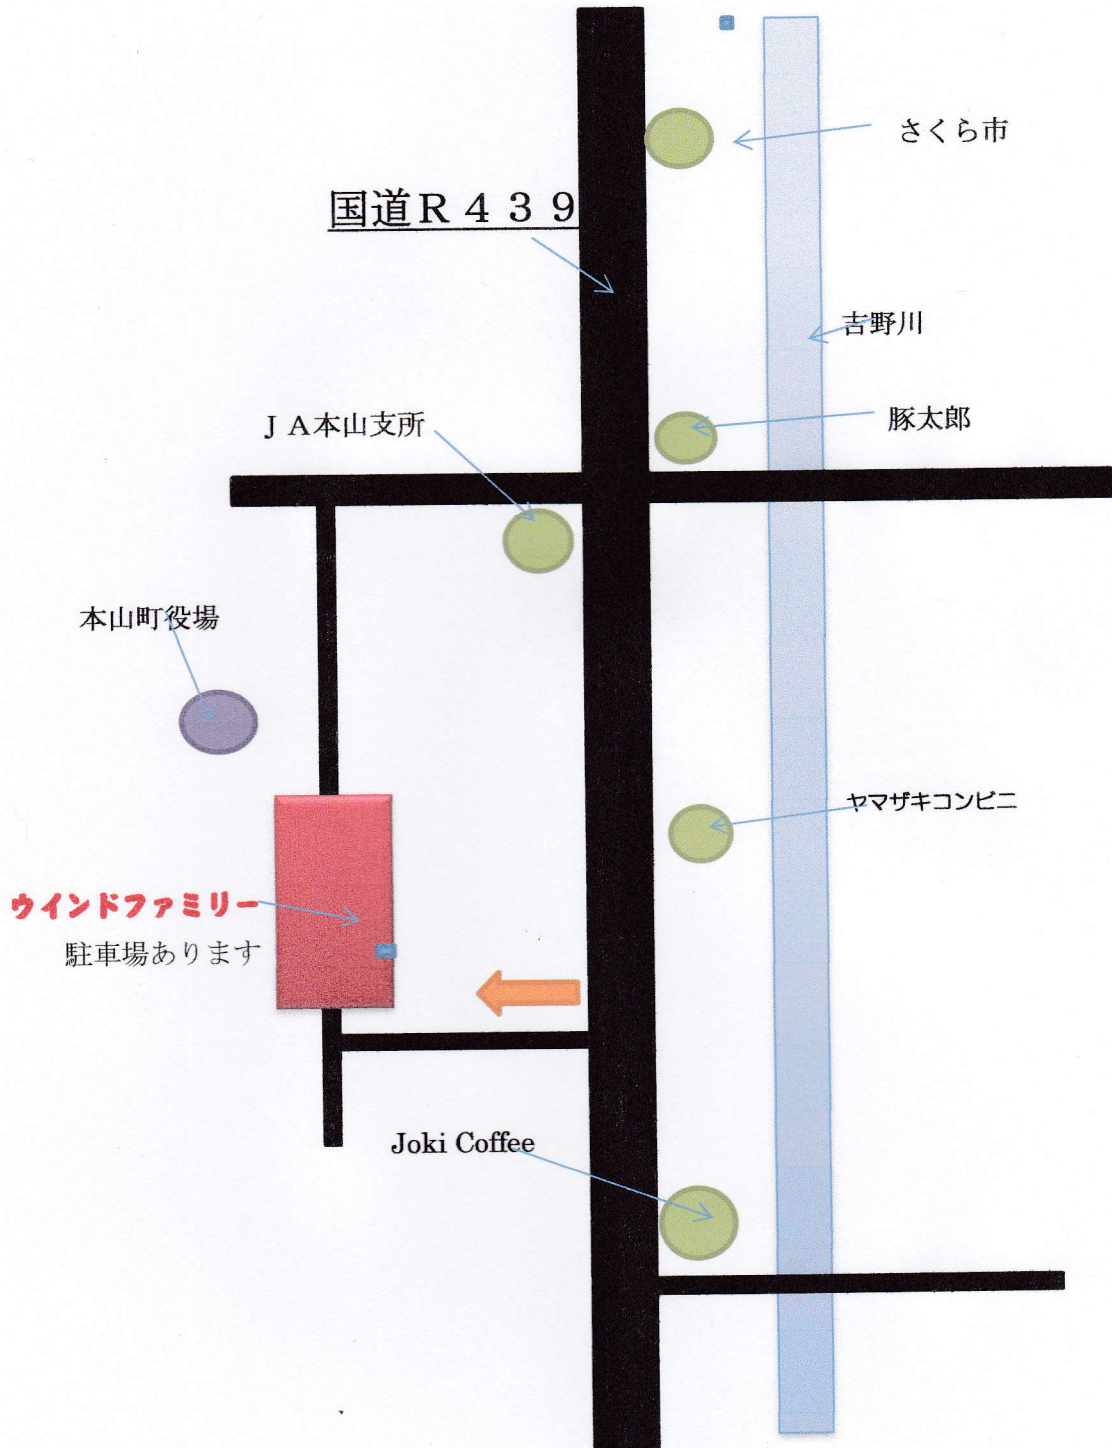 さくら市
国道R439
吉野川
JA本山支所
豚太郎
本山町役場
ヤマザキコンビニ
ウインドファミリー
駐車場あります
Joki Coffee